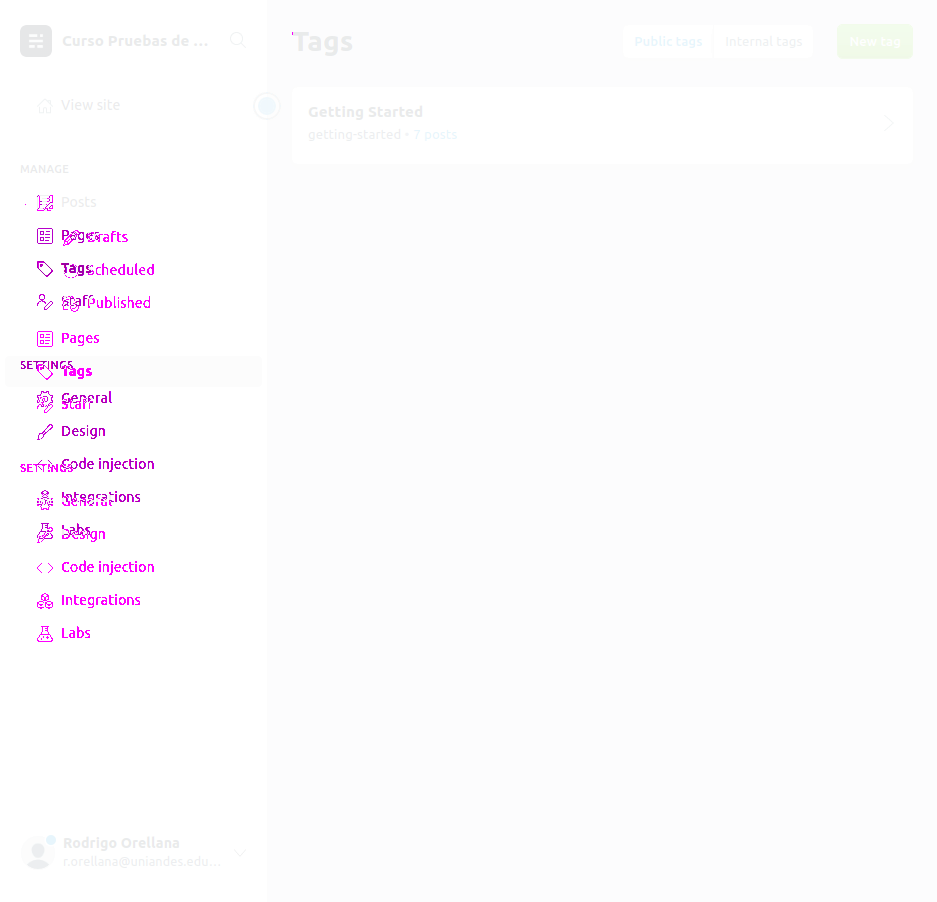 Curso Pruebas de ...
Tags
Public tags
Internal tags
New tag
View site
Getting Started
getting-started • 7 posts
MANAGE
Posts
Pages
Drafts
Tags
Scheduled
Staff
Published
Pages
SETTINGS
Tags
General
Staff
Design
Code injection
SETTINGS
Integrations
General
Labs
Design
Code injection
Integrations
Labs
Rodrigo Orellana
r.orellana@uniandes.edu...